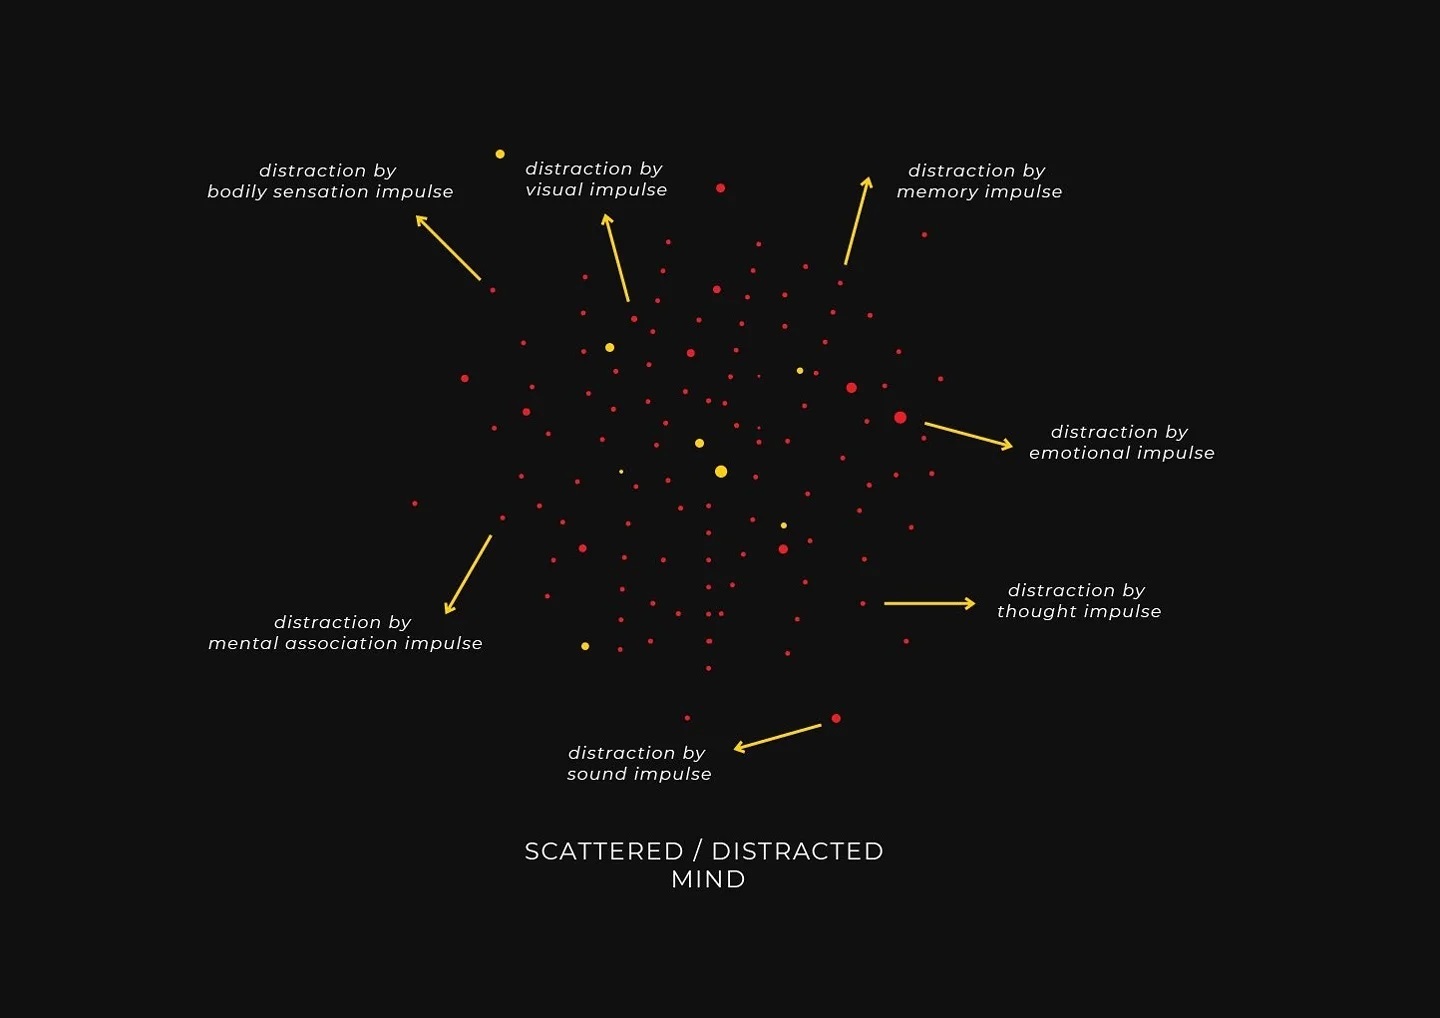 distraction by
bodily sensation impulse
distraction by
visual impulse
distraction by
memory impulse
distraction by
emotional impulse
distraction by
thought impulse
distraction by
mental association impulse
distraction by
sound impulse
SCATTERED / DISTRACTED
MIND